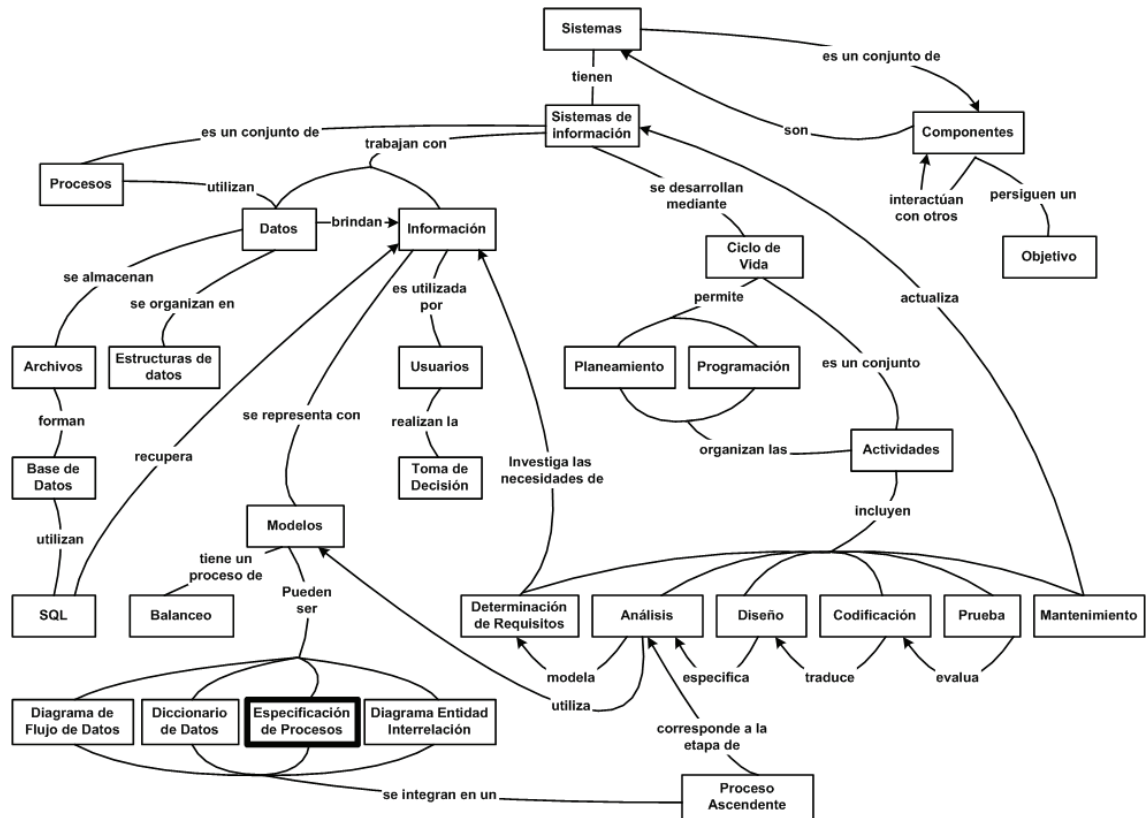 Sistemas
es un conjunto de
tienen
Sistemas de
información
es un conjunto de
son
Componentes
trabajan con
Procesos
utilizan
se desarrollan
mediante
interactúan
con otros
persiguen un
Datos
brindan
Información
Ciclo de
Vida
Objetivo
se almacenan
es utilizada
por
permite
actualiza
se organizan en
Archivos
Estructuras de
datos
Usuarios
Planeamiento
Programación
es un conjunto
forman
se representa con
realizan la
organizan las
Actividades
recupera
Base de
Datos
Toma de
Decisión
Investiga las
necesidades de
Modelos
incluyen
utilizan
tiene un
proceso de
Pueden
ser
SQL
Balanceo
Determinación
de Requisitos
Análisis
Diseño
Codificación
Prueba
Mantenimiento
modela
especifica
traduce
evalua
utiliza
Diagrama de
Flujo de Datos
Diccionario
de Datos
Especificación
de Procesos
Diagrama Entidad
Interrelación
corresponde a la
etapa de
se integran en un
Proceso
Ascendente